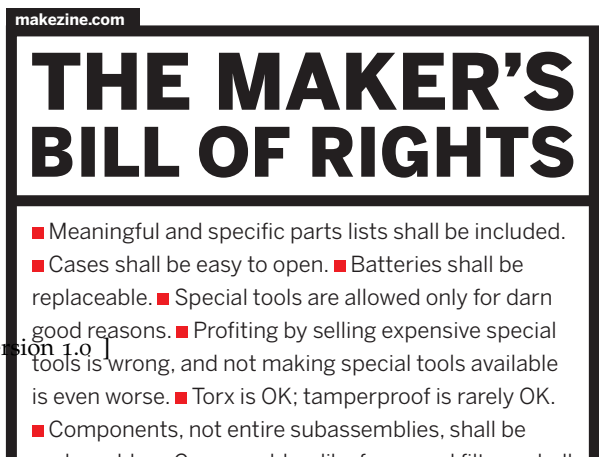 makezine.com
THE MAKER'S
BILL OF RIGHTS
■ Meaningful and specific parts lists shall be included.
■ Cases shall be easy to open. ■ Batteries shall be
replaceable. ■ Special tools are allowed only for darn
good reasons. ■ Profiting by selling expensive special
rsion 1.0 ]
tools is wrong, and not making special tools available
is even worse. ■ Torx is OK; tamperproof is rarely OK.
■ Components, not entire subassemblies, shall be